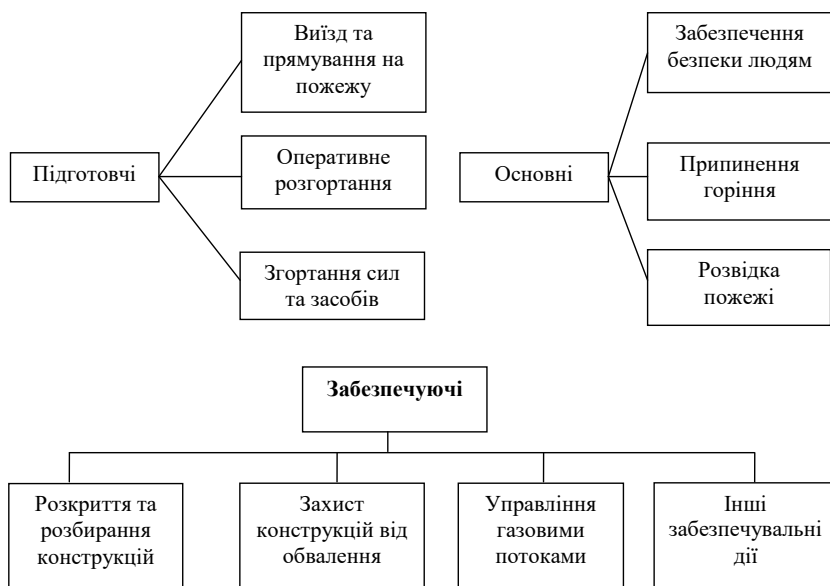 Виїзд та
прямування на
пожежу
Підготовчі
Оперативне
розгортання
Згортання сил
та засобів
Забезпечення
безпеки людям
Основні
Припинення
горіння
Розвідка
пожежі
Забезпечуючі
Розкриття та
розбирання
конструкцій
Захист
конструкцій від
обвалення
Управління
газовими
потоками
Інші
забезпечувальні
дії